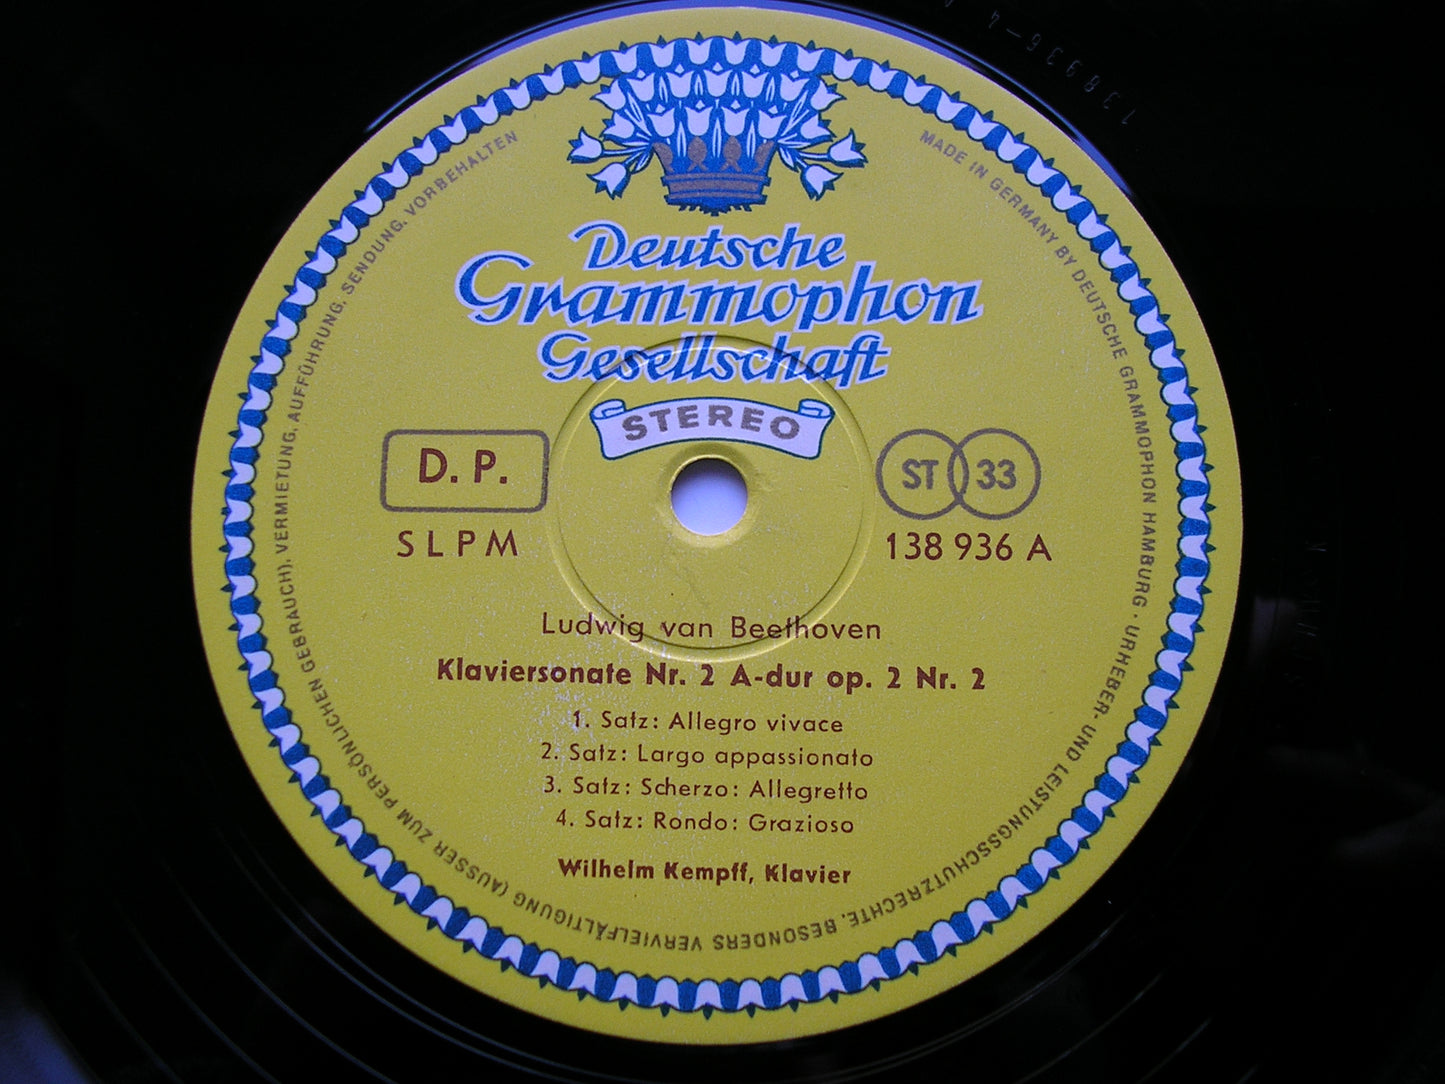 Deutsche
Grammophon
Gesellschaft
STEREO
D. P.
SLPM
ST 33
138 936 A
Ludwig van Beethoven
Klaviersonate Nr. 2 A-dur op. 2 Nr. 2
1. Satz: Allegro vivace
2. Satz: Largo appassionato
3. Satz: Scherzo: Allegretto
4. Satz: Rondo: Grazioso
Wilhelm Kempff, Klavier
MADE IN GERMANY BY DEUTSCHE GRAMMOPHON HAMBURG · URHEBER- UND LEISTUNGSSCHUTZRECHTE, BESONDERS VERVIELFÄLTIGUNG (AUSSER ZUM PERSÖNLICHEN GEBRAUCH), VERMIETUNG, AUFFÜHRUNG, SENDUNG, VORBEHALTEN
138936-4